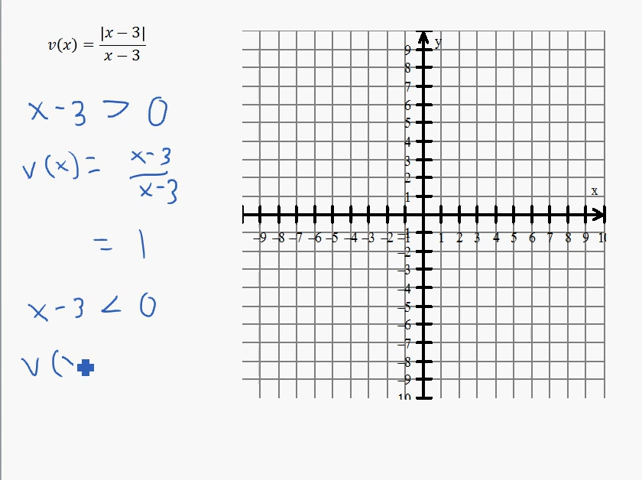 v(x) = |x − 3| / x − 3
x - 3 > 0
v(x) = x-3 / x-3
= 1
x - 3 < 0
v (x
y
9
8
7
6
5
4
3
2
1
x
−9 −8 −7 −6 −5 −4 −3 −2 −1 1 2 3 4 5 6 7 8 9 10
−1
−2
−3
−4
−5
−6
−7
−8
−9
10